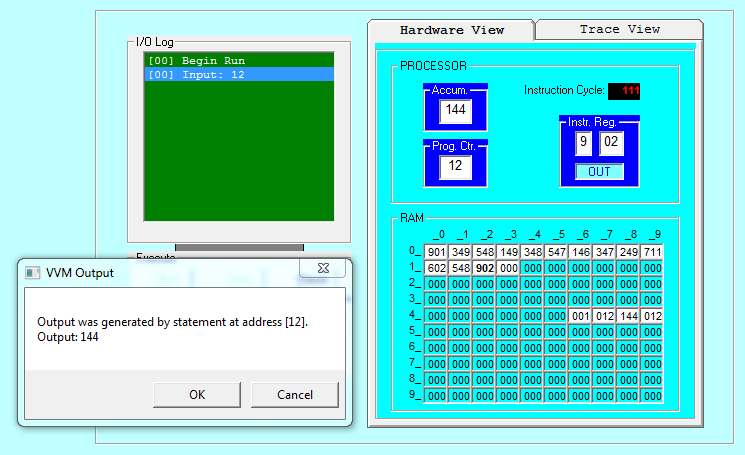 Hardware View
Trace View
I/O Log
[00] Begin Run
[00] Input: 12
PROCESSOR
Accum.
144
Instruction Cycle: 111
Prog. Ctr.
12
Instr. Reg.
9 02
OUT
RAM
_0 _1 _2 _3 _4 _5 _6 _7 _8 _9
0_ 901 349 548 149 348 547 146 347 249 711
1_ 602 548 902 000 000 000 000 000 000 000
2_ 000 000 000 000 000 000 000 000 000 000
3_ 000 000 000 000 000 000 000 000 000 000
4_ 000 000 000 000 000 000 001 012 144 012
5_ 000 000 000 000 000 000 000 000 000 000
6_ 000 000 000 000 000 000 000 000 000 000
7_ 000 000 000 000 000 000 000 000 000 000
8_ 000 000 000 000 000 000 000 000 000 000
9_ 000 000 000 000 000 000 000 000 000 000
Execute
VVM Output
Output was generated by statement at address [12].
Output: 144
OK
Cancel